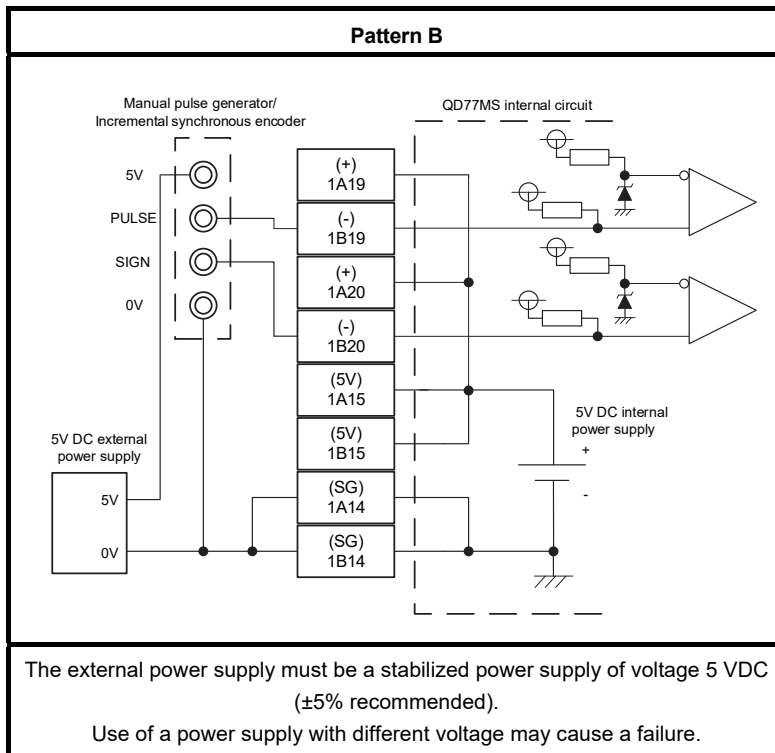 Pattern B
Manual pulse generator/
Incremental synchronous encoder
QD77MS internal circuit
5V
PULSE
SIGN
0V
(+)
1A19
(-)
1B19
(+)
1A20
(-)
1B20
(5V)
1A15
(5V)
1B15
(SG)
1A14
(SG)
1B14
5V DC external
power supply
5V
0V
5V DC internal
power supply
+
-
The external power supply must be a stabilized power supply of voltage 5 VDC
(±5% recommended).
Use of a power supply with different voltage may cause a failure.